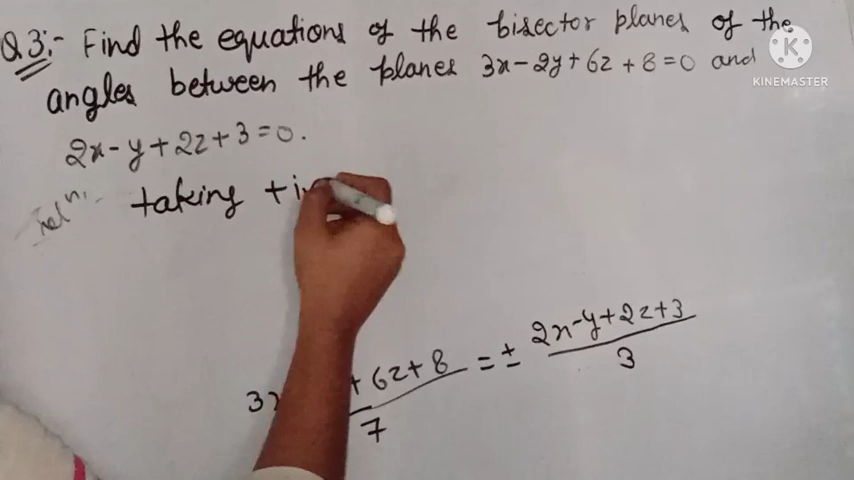 Q3:- Find the equations of the bisector planes of the
angles between the planes 3x-2y+6z+8=0 and
2x-y+2z+3=0.
Soln. taking +i
3x + 6z+8 / 7 = ± 2x-y+2z+3 / 3
KINEMASTER